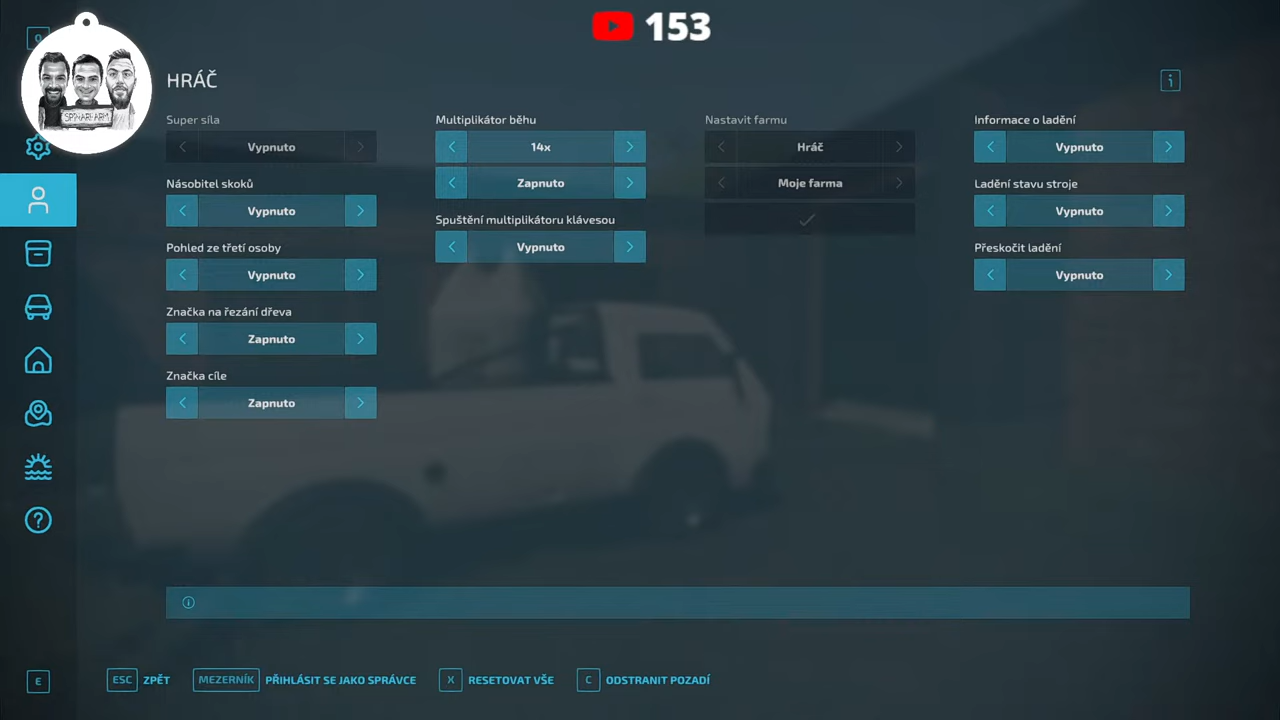 153
HRÁČ
Super síla
Vypnuto
Násobitel skoků
Vypnuto
Pohled ze třetí osoby
Vypnuto
Značka na řezání dřeva
Zapnuto
Značka cíle
Zapnuto
Multiplikátor běhu
14x
Zapnuto
Spuštění multiplikátoru klávesou
Vypnuto
Nastavit farmu
Hráč
Moje farma
Informace o ladění
Vypnuto
Ladění stavu stroje
Vypnuto
Přeskočit ladění
Vypnuto
E
ESC ZPĚT MEZERNÍK PŘIHLÁSIT SE JAKO SPRÁVCE X RESETOVAT VŠE C ODSTRANIT POZADÍ